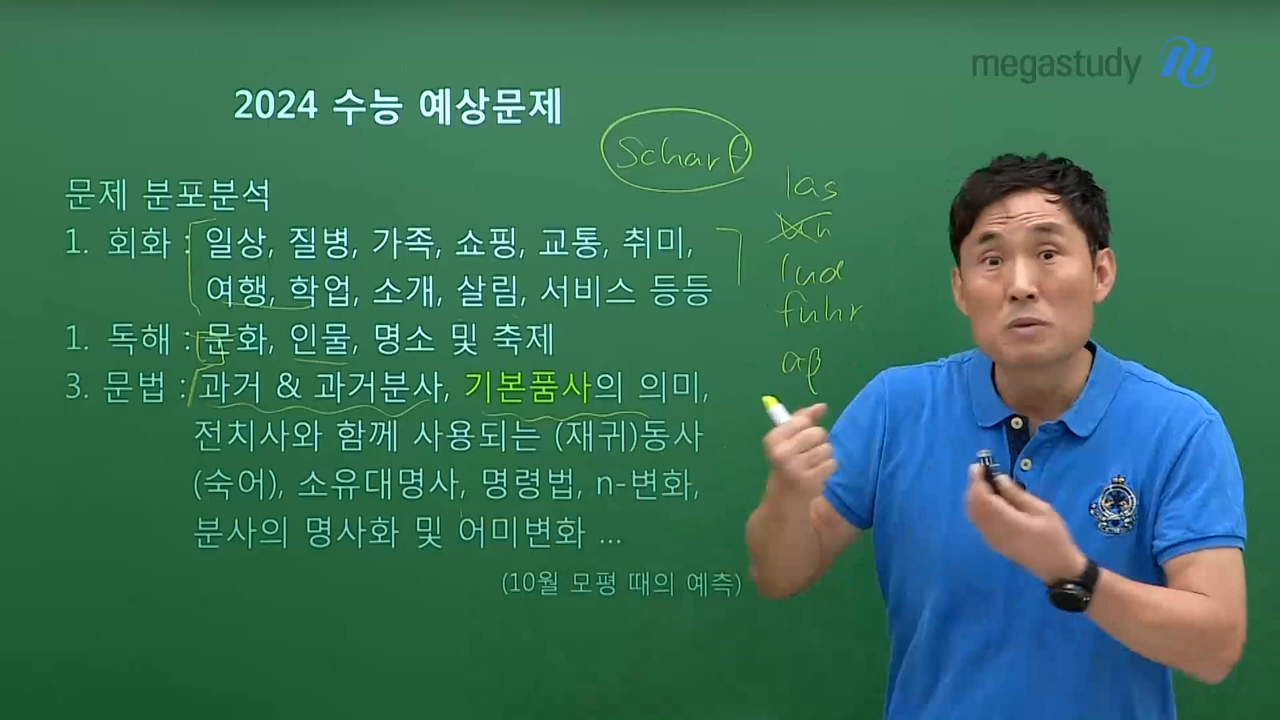 megastudy
2024 수능 예상문제
Scharf
문제 분포분석
1. 회화 : 일상, 질병, 가족, 쇼핑, 교통, 취미,
여행, 학업, 소개, 살림, 서비스 등등
1. 독해 : 문화, 인물, 명소 및 축제
3. 문법 : 과거 & 과거분사, 기본품사의 의미,
전치사와 함께 사용되는 (재귀)동사
(숙어), 소유대명사, 명령법, n-변화,
분사의 명사화 및 어미변화 ...
(10월 모평 때의 예측)
las
lud
führ
aß